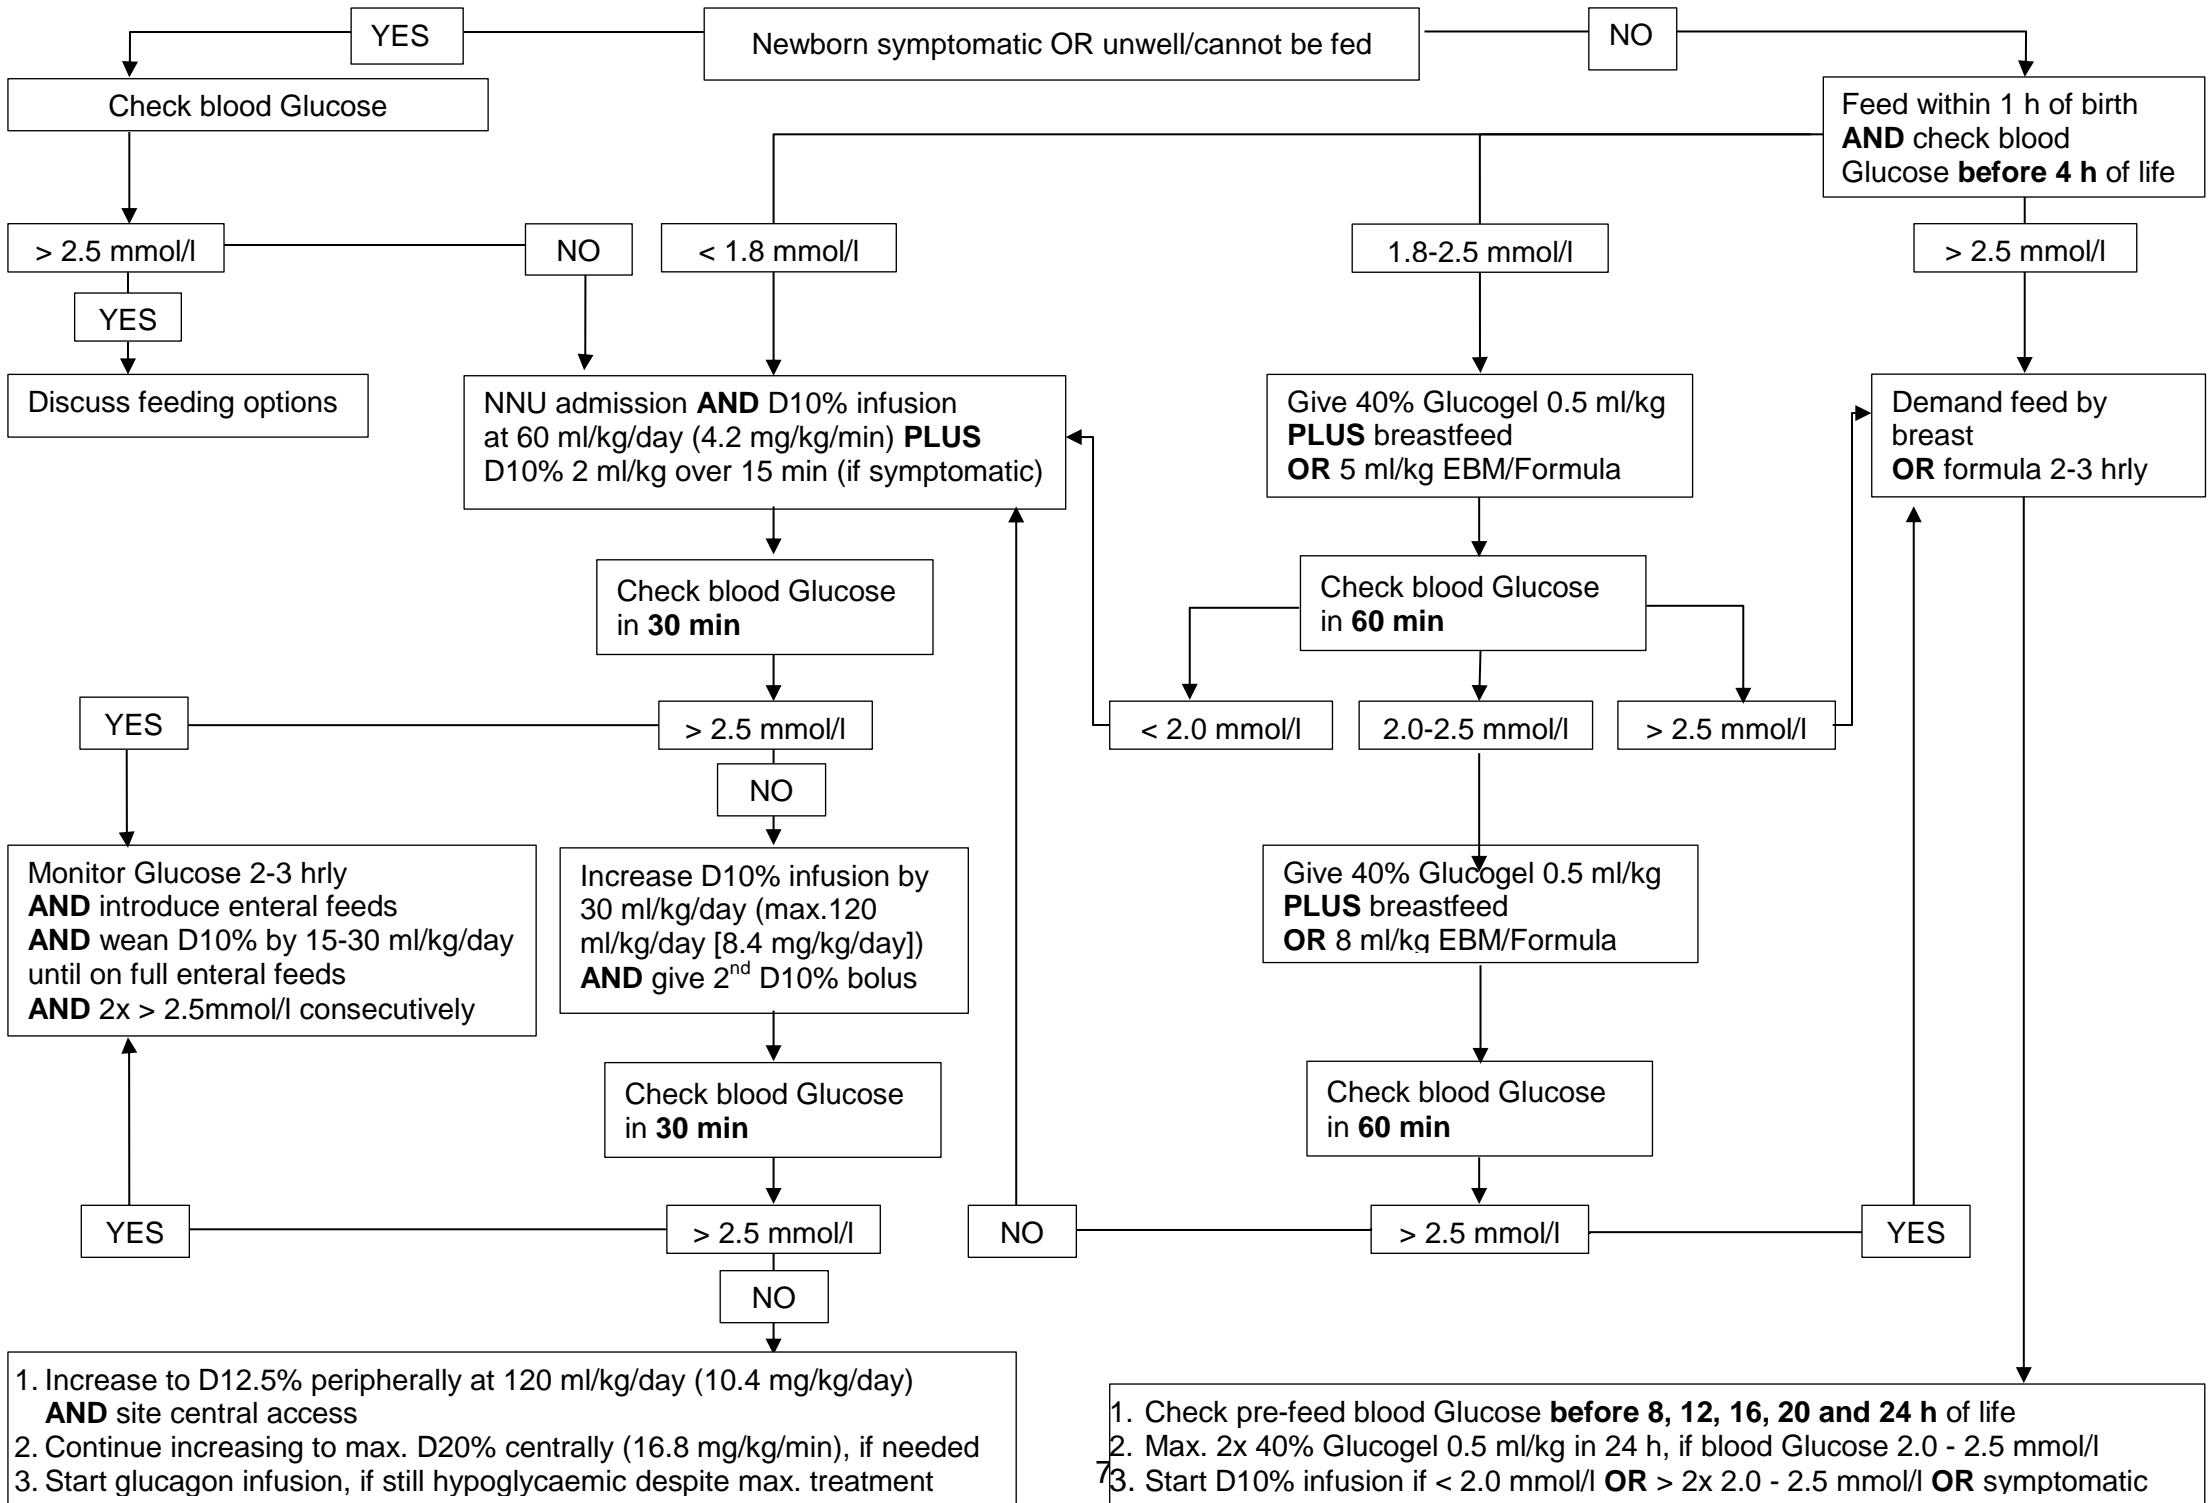 YES
Newborn symptomatic OR unwell/cannot be fed
NO
Check blood Glucose
Feed within 1 h of birth
AND check blood
Glucose before 4 h of life
> 2.5 mmol/l
NO
< 1.8 mmol/l
1.8-2.5 mmol/l
> 2.5 mmol/l
YES
Discuss feeding options
NNU admission AND D10% infusion
at 60 ml/kg/day (4.2 mg/kg/min) PLUS
D10% 2 ml/kg over 15 min (if symptomatic)
Give 40% Glucogel 0.5 ml/kg
PLUS breastfeed
OR 5 ml/kg EBM/Formula
Demand feed by
breast
OR formula 2-3 hrly
Check blood Glucose
in 30 min
Check blood Glucose
in 60 min
YES
> 2.5 mmol/l
< 2.0 mmol/l
2.0-2.5 mmol/l
> 2.5 mmol/l
NO
Monitor Glucose 2-3 hrly
AND introduce enteral feeds
AND wean D10% by 15-30 ml/kg/day
until on full enteral feeds
AND 2x > 2.5mmol/l consecutively
Increase D10% infusion by
30 ml/kg/day (max.120
ml/kg/day [8.4 mg/kg/day])
AND give 2nd D10% bolus
Give 40% Glucogel 0.5 ml/kg
PLUS breastfeed
OR 8 ml/kg EBM/Formula
Check blood Glucose
in 30 min
Check blood Glucose
in 60 min
YES
> 2.5 mmol/l
NO
> 2.5 mmol/l
YES
NO
1. Increase to D12.5% peripherally at 120 ml/kg/day (10.4 mg/kg/day)
AND site central access
2. Continue increasing to max. D20% centrally (16.8 mg/kg/min), if needed
3. Start glucagon infusion, if still hypoglycaemic despite max. treatment
1. Check pre-feed blood Glucose before 8, 12, 16, 20 and 24 h of life
2. Max. 2x 40% Glucogel 0.5 ml/kg in 24 h, if blood Glucose 2.0 - 2.5 mmol/l
3. Start D10% infusion if < 2.0 mmol/l OR > 2x 2.0 - 2.5 mmol/l OR symptomatic
7